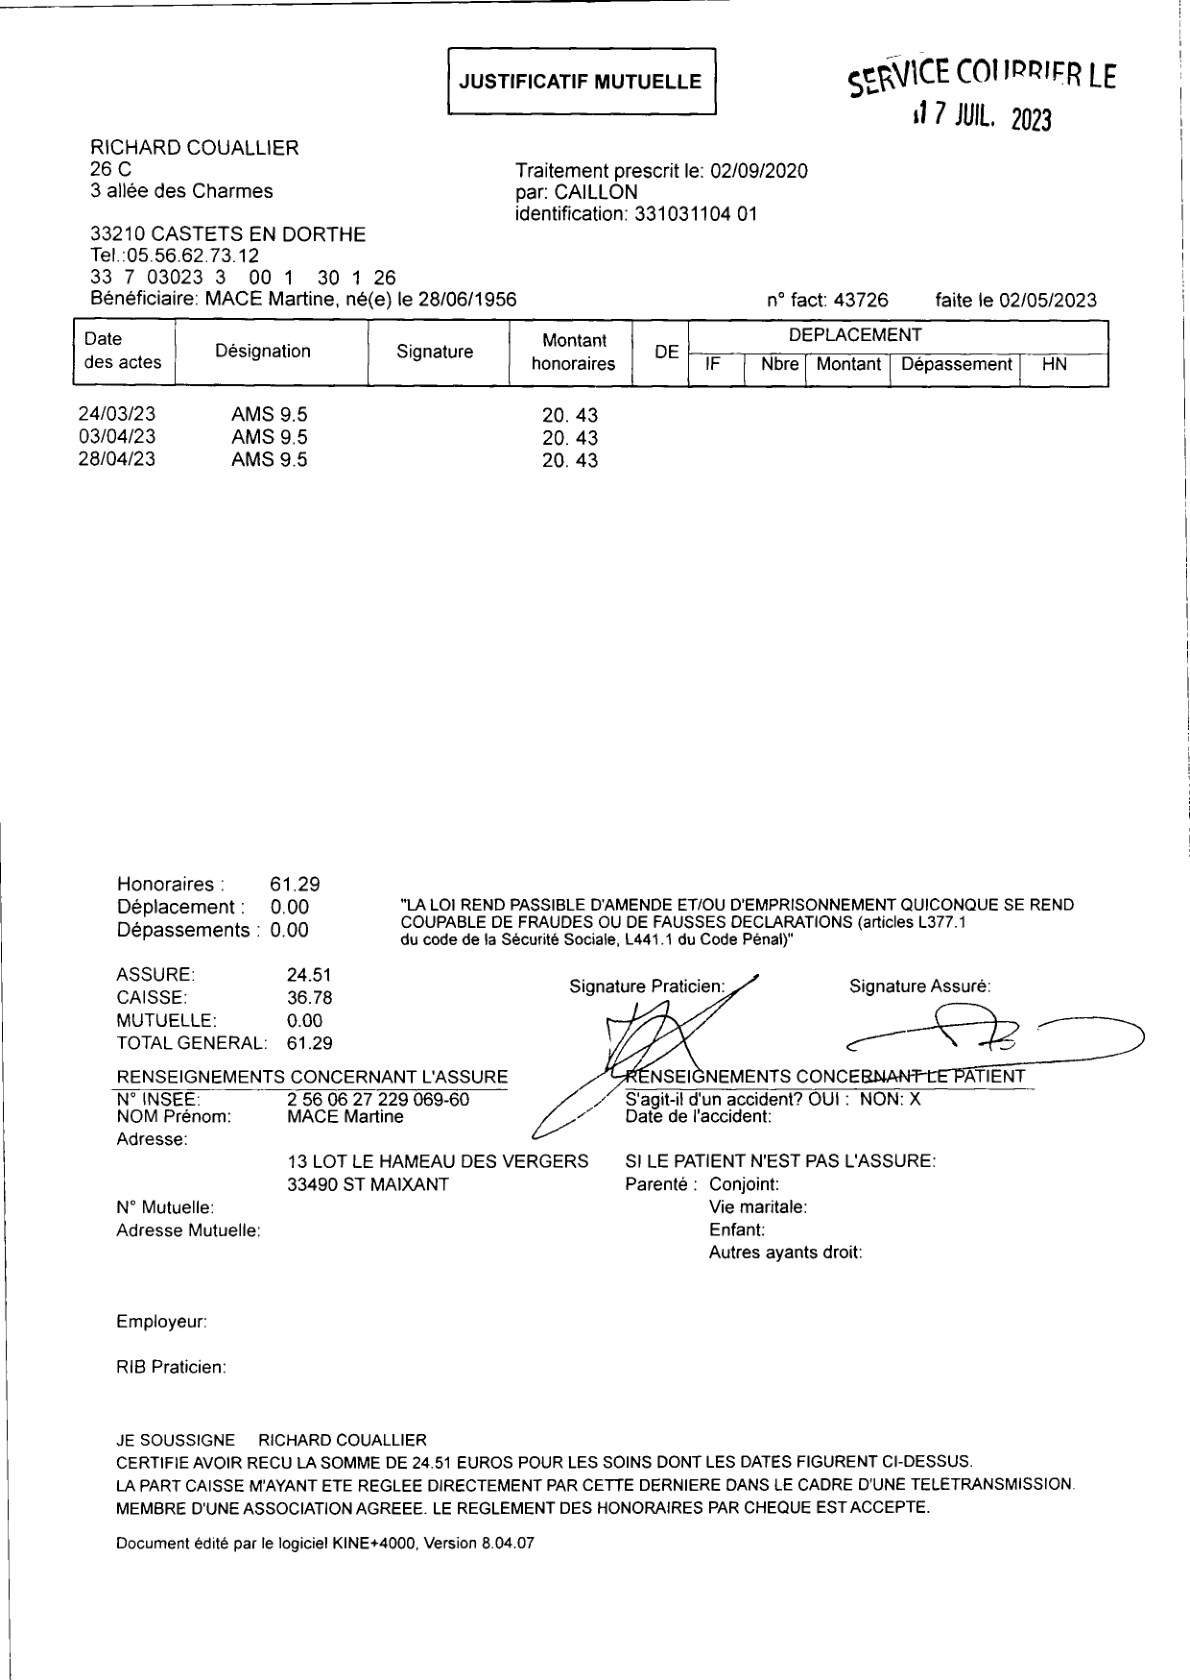 JUSTIFICATIF MUTUELLE
SERVICE COURRIER LE
17 JUIL. 2023
RICHARD COUALLIER
26 C
3 allée des Charmes
33210 CASTETS EN DORTHE
Tel.:05.56.62.73.12
33 7 03023 3 00 1 30 1 26
Bénéficiaire: MACE Martine, né(e) le 28/06/1956
Traitement prescrit le: 02/09/2020
par: CAILLON
identification: 331031104 01
n° fact: 43726 faite le 02/05/2023
Date des actes Désignation Signature Montant honoraires DE DEPLACEMENT
IF Nbre Montant Dépassement HN
24/03/23 AMS 9.5 20. 43
03/04/23 AMS 9.5 20. 43
28/04/23 AMS 9.5 20. 43
Honoraires : 61.29
Déplacement : 0.00
Dépassements : 0.00
"LA LOI REND PASSIBLE D'AMENDE ET/OU D'EMPRISONNEMENT QUICONQUE SE REND
COUPABLE DE FRAUDES OU DE FAUSSES DECLARATIONS (articles L377.1
du code de la Sécurité Sociale, L441.1 du Code Pénal)"
ASSURE: 24.51
CAISSE: 36.78
MUTUELLE: 0.00
TOTAL GENERAL: 61.29
Signature Praticien: Signature Assuré:
RENSEIGNEMENTS CONCERNANT L'ASSURE
N° INSEE: 2 56 06 27 229 069-60
NOM Prénom: MACE Martine
Adresse:
13 LOT LE HAMEAU DES VERGERS
33490 ST MAIXANT
N° Mutuelle:
Adresse Mutuelle:
RENSEIGNEMENTS CONCERNANT LE PATIENT
S'agit-il d'un accident? OUI : NON: X
Date de l'accident:
SI LE PATIENT N'EST PAS L'ASSURE:
Parenté : Conjoint:
Vie maritale:
Enfant:
Autres ayants droit:
Employeur:
RIB Praticien:
JE SOUSSIGNE RICHARD COUALLIER
CERTIFIE AVOIR RECU LA SOMME DE 24.51 EUROS POUR LES SOINS DONT LES DATES FIGURENT CI-DESSUS.
LA PART CAISSE M'AYANT ETE REGLEE DIRECTEMENT PAR CETTE DERNIERE DANS LE CADRE D'UNE TELETRANSMISSION.
MEMBRE D'UNE ASSOCIATION AGREEE. LE REGLEMENT DES HONORAIRES PAR CHEQUE EST ACCEPTE.
Document édité par le logiciel KINE+4000, Version 8.04.07